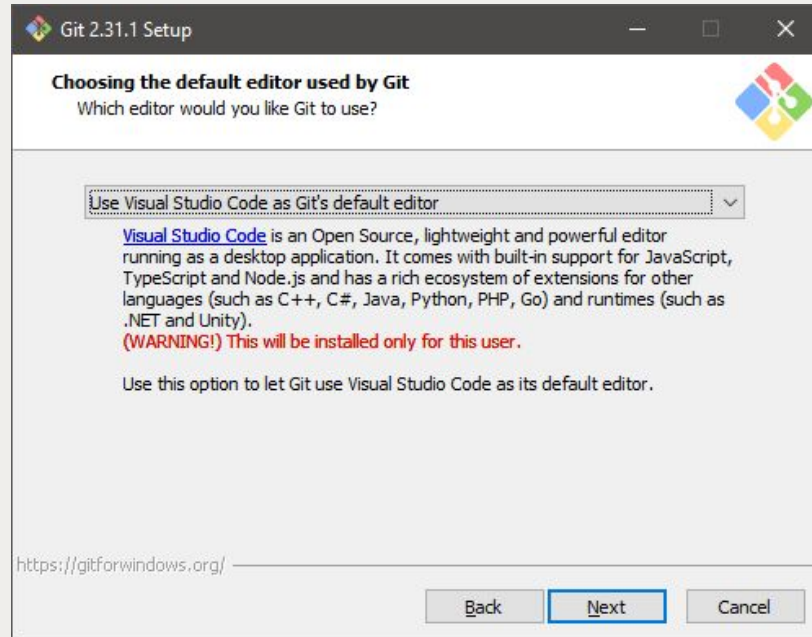 Git 2.31.1 Setup
Choosing the default editor used by Git
Which editor would you like Git to use?
Use Visual Studio Code as Git's default editor
Visual Studio Code is an Open Source, lightweight and powerful editor
running as a desktop application. It comes with built-in support for JavaScript,
TypeScript and Node.js and has a rich ecosystem of extensions for other
languages (such as C++, C#, Java, Python, PHP, Go) and runtimes (such as
.NET and Unity).
(WARNING!) This will be installed only for this user.
Use this option to let Git use Visual Studio Code as its default editor.
https://gitforwindows.org/
Back Next Cancel